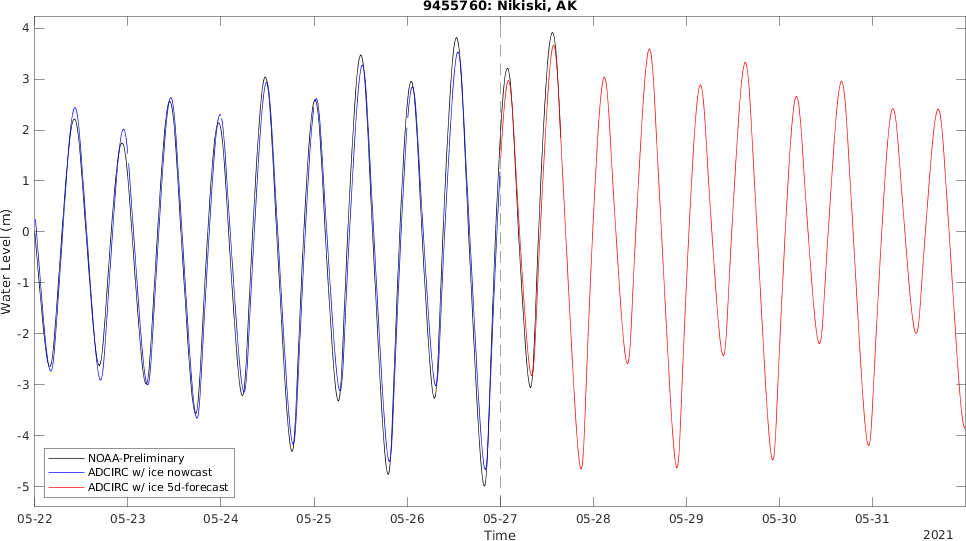 9455760: Nikiski, AK
Water Level (m)
4
3
2
1
0
-1
-2
-3
-4
-5
NOAA-Preliminary
ADCIRC w/ ice nowcast
ADCIRC w/ ice 5d-forecast
05-22 05-23 05-24 05-25 05-26 05-27 05-28 05-29 05-30 05-31
Time
2021